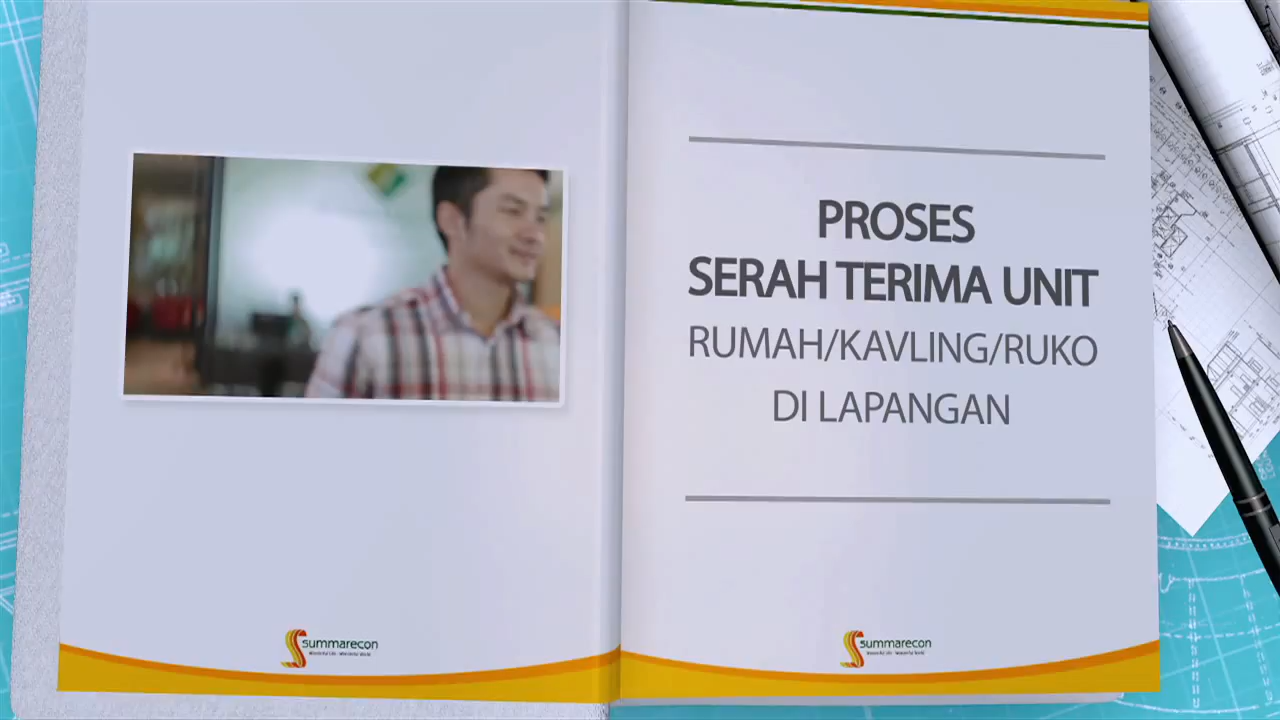 PROSES
SERAH TERIMA UNIT
RUMAH/KAVLING/RUKO
DI LAPANGAN
summarecon
summarecon